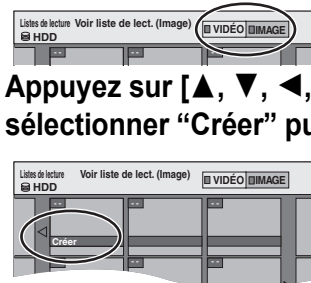 Listes de lecture Voir liste de lect. (Image) VIDÉO IMAGE
HDD
-- -- --
Appuyez sur [▲, ▼, ◄,
sélectionner “Créer”
Listes de lecture Voir liste de lect. (Image) VIDÉO IMAGE
HDD
-- -- --
Créer
-- -- --